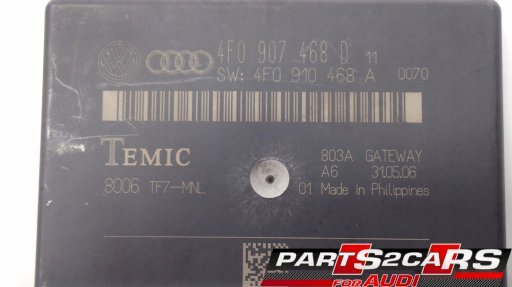 4F0 907 468 D 11
SW: 4F0 910 468 A 0070
TEMIC
803A GATEWAY
8006 TF7-MNL
A6 31.05.06
01 Made in Philippines
PARTS2CARS
FOR AUDI